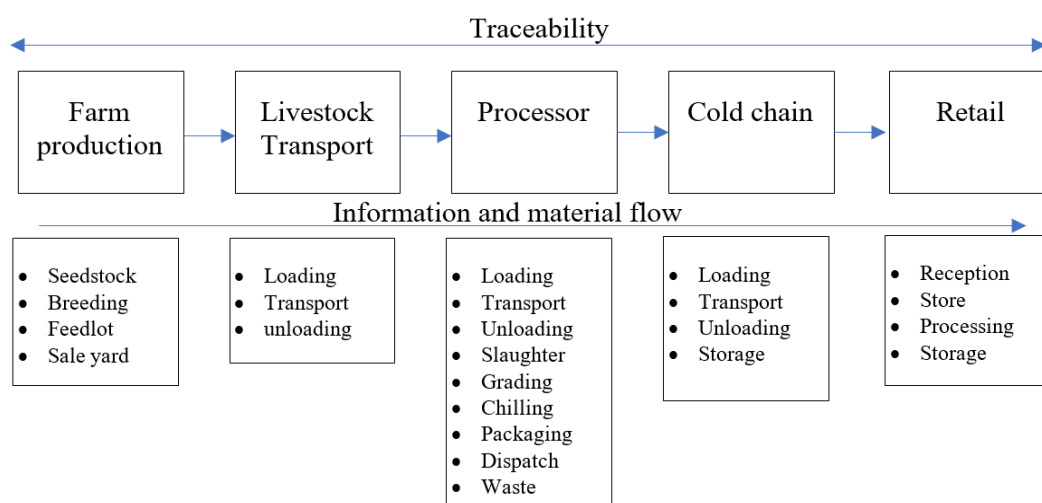 Traceability
Farm
production
Livestock
Transport
Processor
Cold chain
Retail
Information and material flow
• Seedstock
• Breeding
• Feedlot
• Sale yard
• Loading
• Transport
• unloading
• Loading
• Transport
• Unloading
• Slaughter
• Grading
• Chilling
• Packaging
• Dispatch
• Waste
• Loading
• Transport
• Unloading
• Storage
• Reception
• Store
• Processing
• Storage